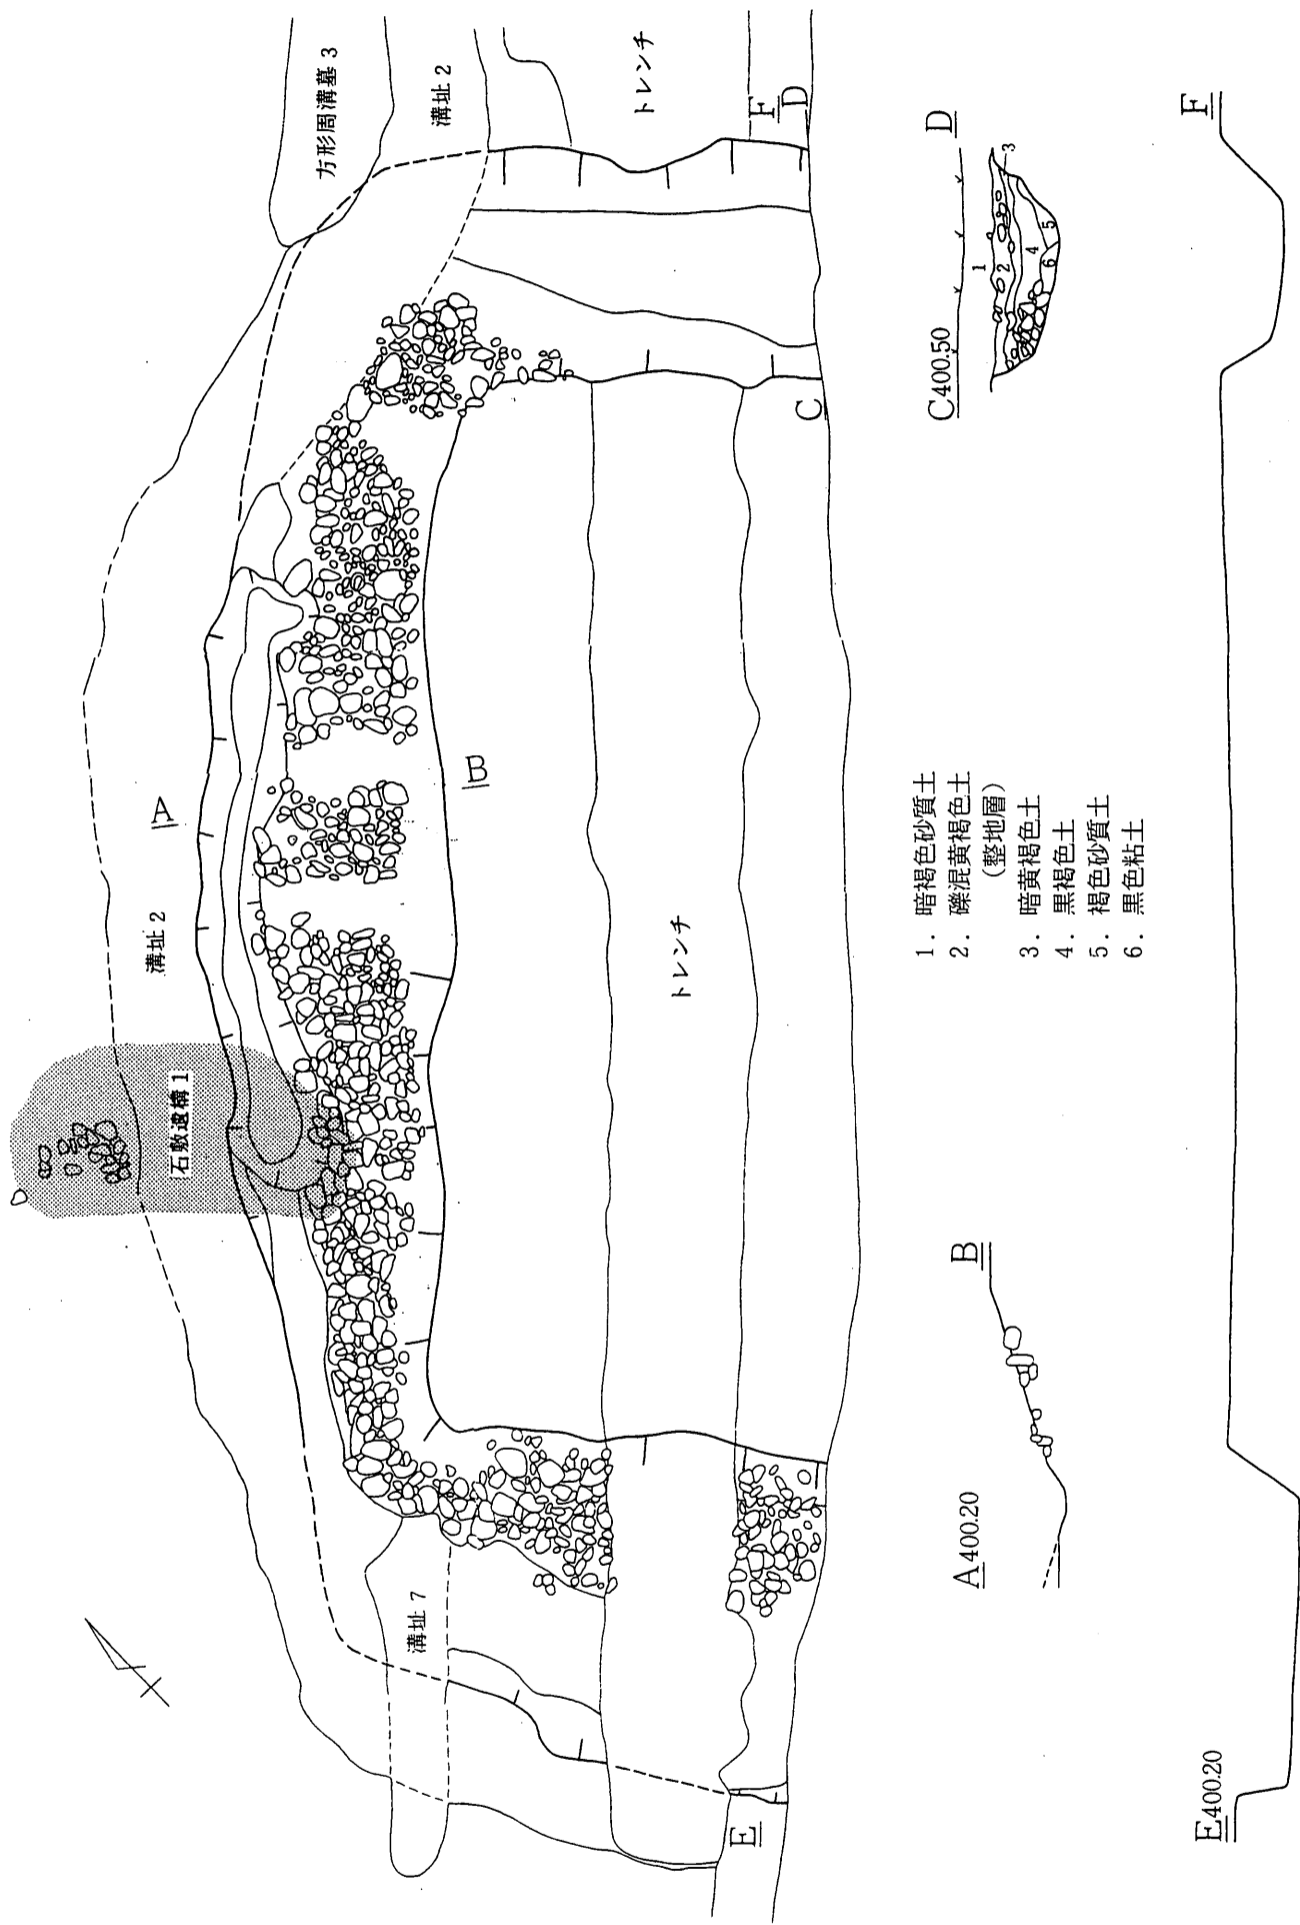 方形周溝墓 3
溝址 2
トレンチ
F
D
C
A
B
溝址 2
石敷遺構 1
トレンチ
溝址 7
E
1. 暗褐色砂質土
2. 礫混黄褐色土
(整地層)
3. 暗黄褐色土
4. 黒褐色土
5. 褐色砂質土
6. 黒色粘土
A 400.20
B
C 400.50
D
1
2
3
4
5
6
E 400.20
F